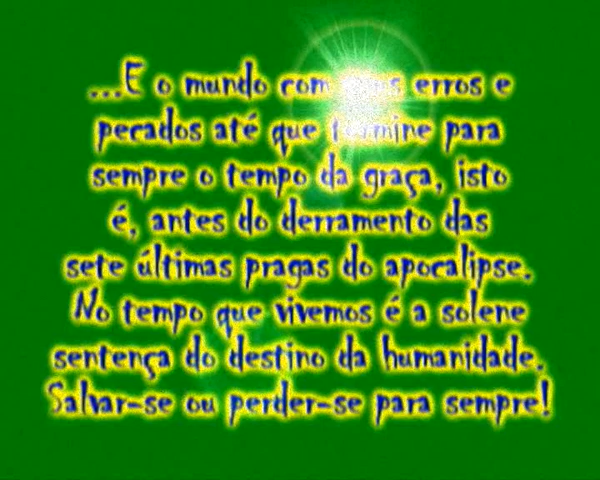 ...E o mundo com seus erros e
pecados até que termine para
sempre o tempo da graça, isto
é, antes do derramento das
sete últimas pragas do apocalipse.
No tempo que vivemos é a solene
sentença do destino da humanidade.
Salvar-se ou perder-se para sempre!